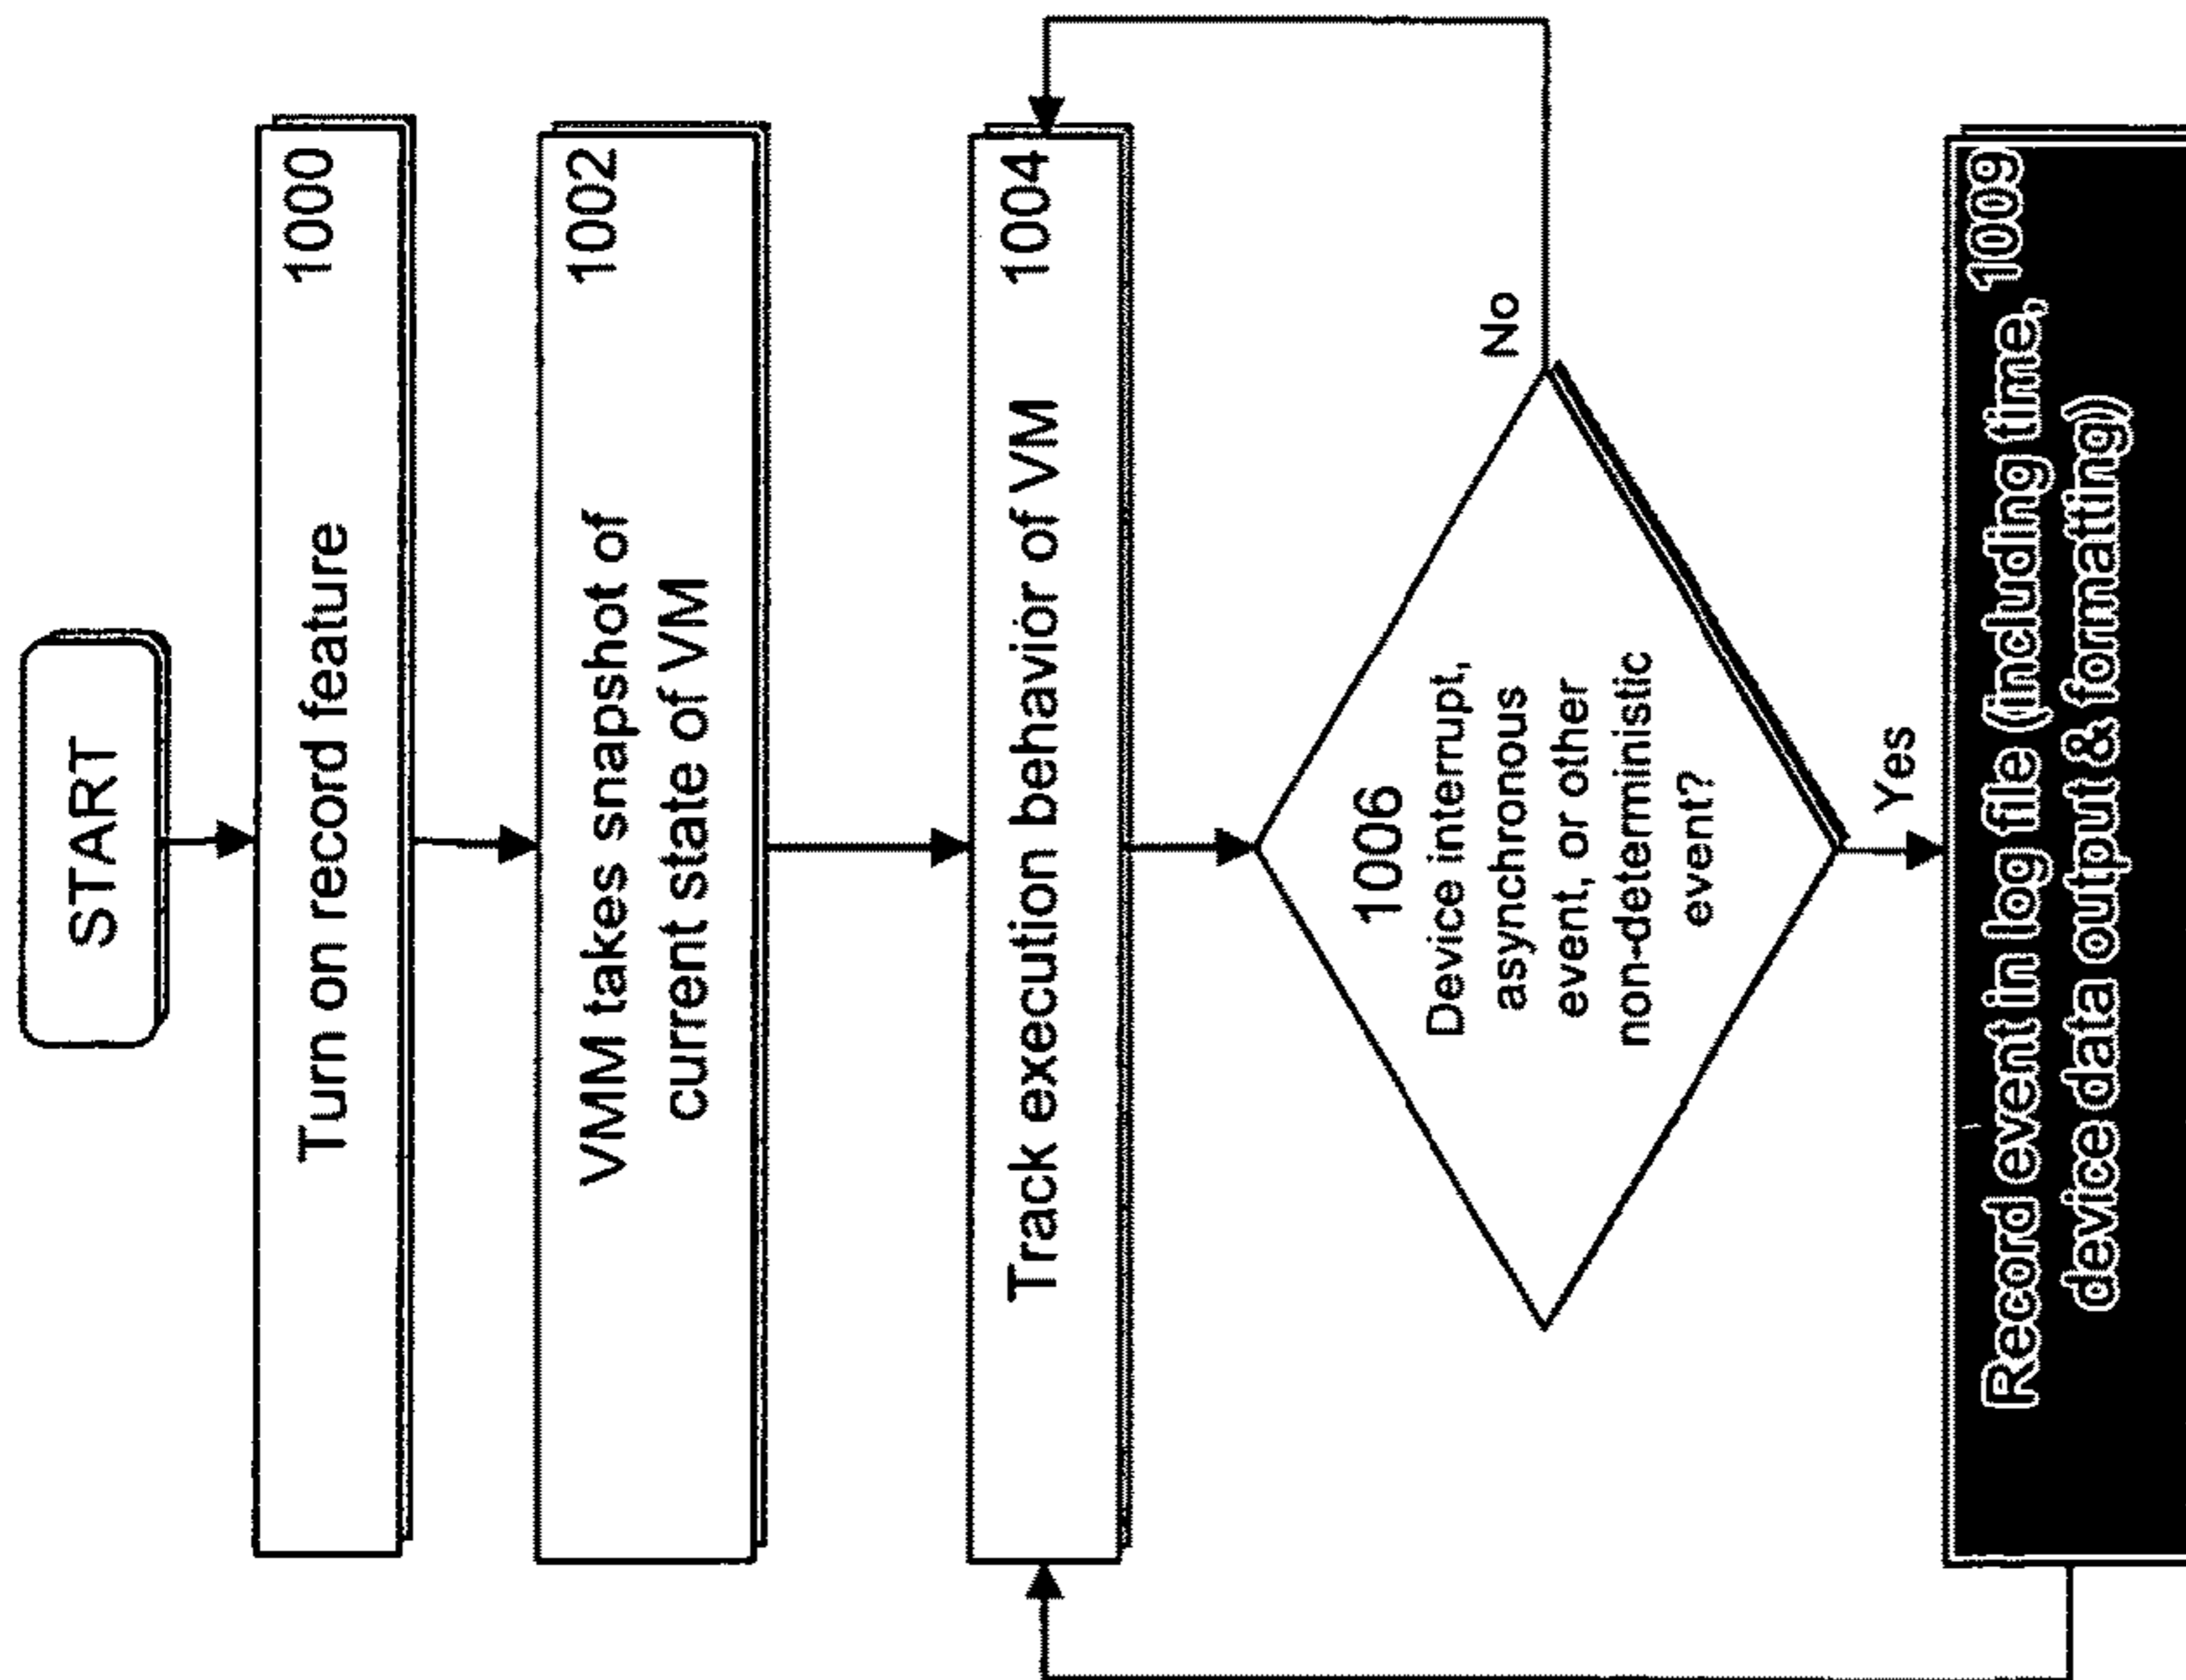 START
Turn on record feature 1000
VMM takes snapshot of 1002
current state of VM
Track execution behavior of VM 1004
1006
Device interrupt,
asynchronous
event, or other
non-deterministic
event?
No
Yes
Record event in log file (including time, 1009
device data output & formatting)